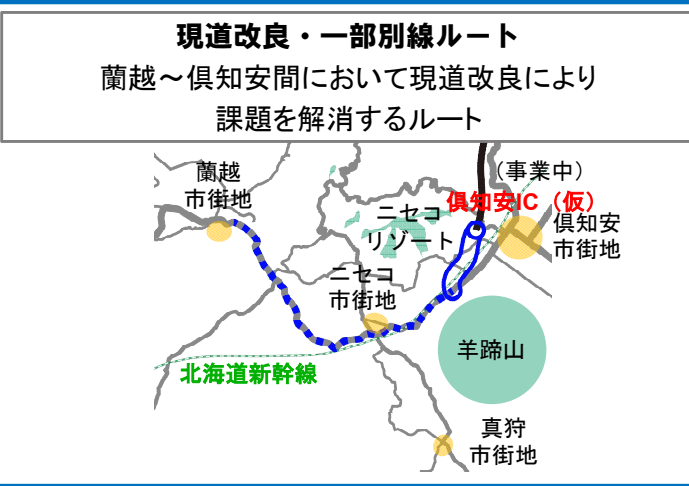 現道改良・一部別線ルート
蘭越～倶知安間において現道改良により
課題を解消するルート
蘭越
市街地
（事業中）
倶知安IC（仮）
ニセコ
リゾート
倶知安
市街地
ニセコ
市街地
羊蹄山
北海道新幹線
真狩
市街地